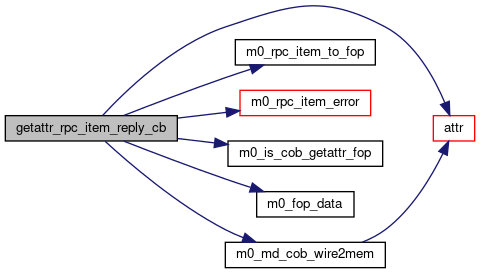 getattr_rpc_item_reply_cb
m0_rpc_item_to_fop
m0_rpc_item_error
attr
m0_is_cob_getattr_fop
m0_fop_data
m0_md_cob_wire2mem